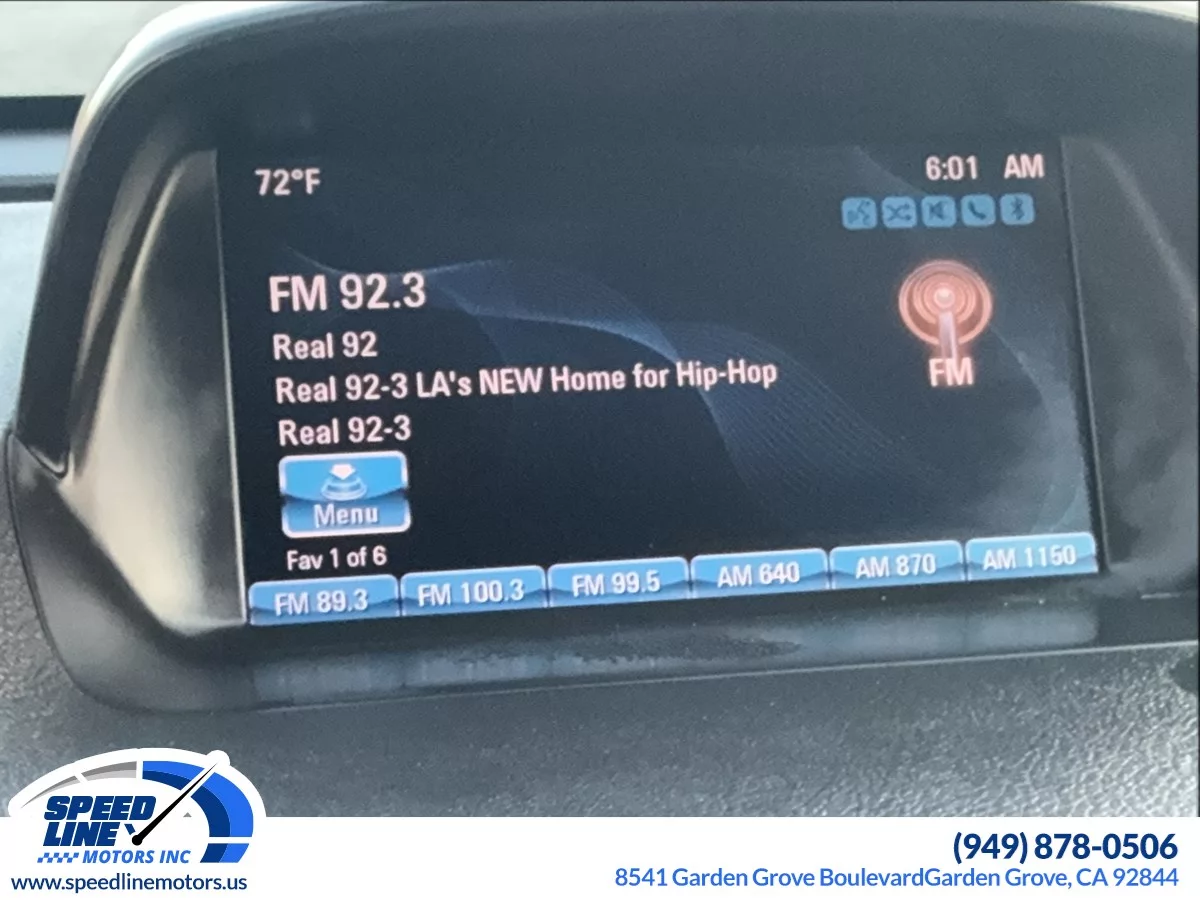 72°F
6:01 AM
FM 92.3
Real 92
Real 92-3 LA's NEW Home for Hip-Hop
Real 92-3
FM
Menu
Fav 1 of 6
FM 89.3
FM 100.3
FM 99.5
AM 640
AM 870
AM 1150
SPEED
LINE
MOTORS INC
www.speedlinemotors.us
(949) 878-0506
8541 Garden Grove BoulevardGarden Grove, CA 92844